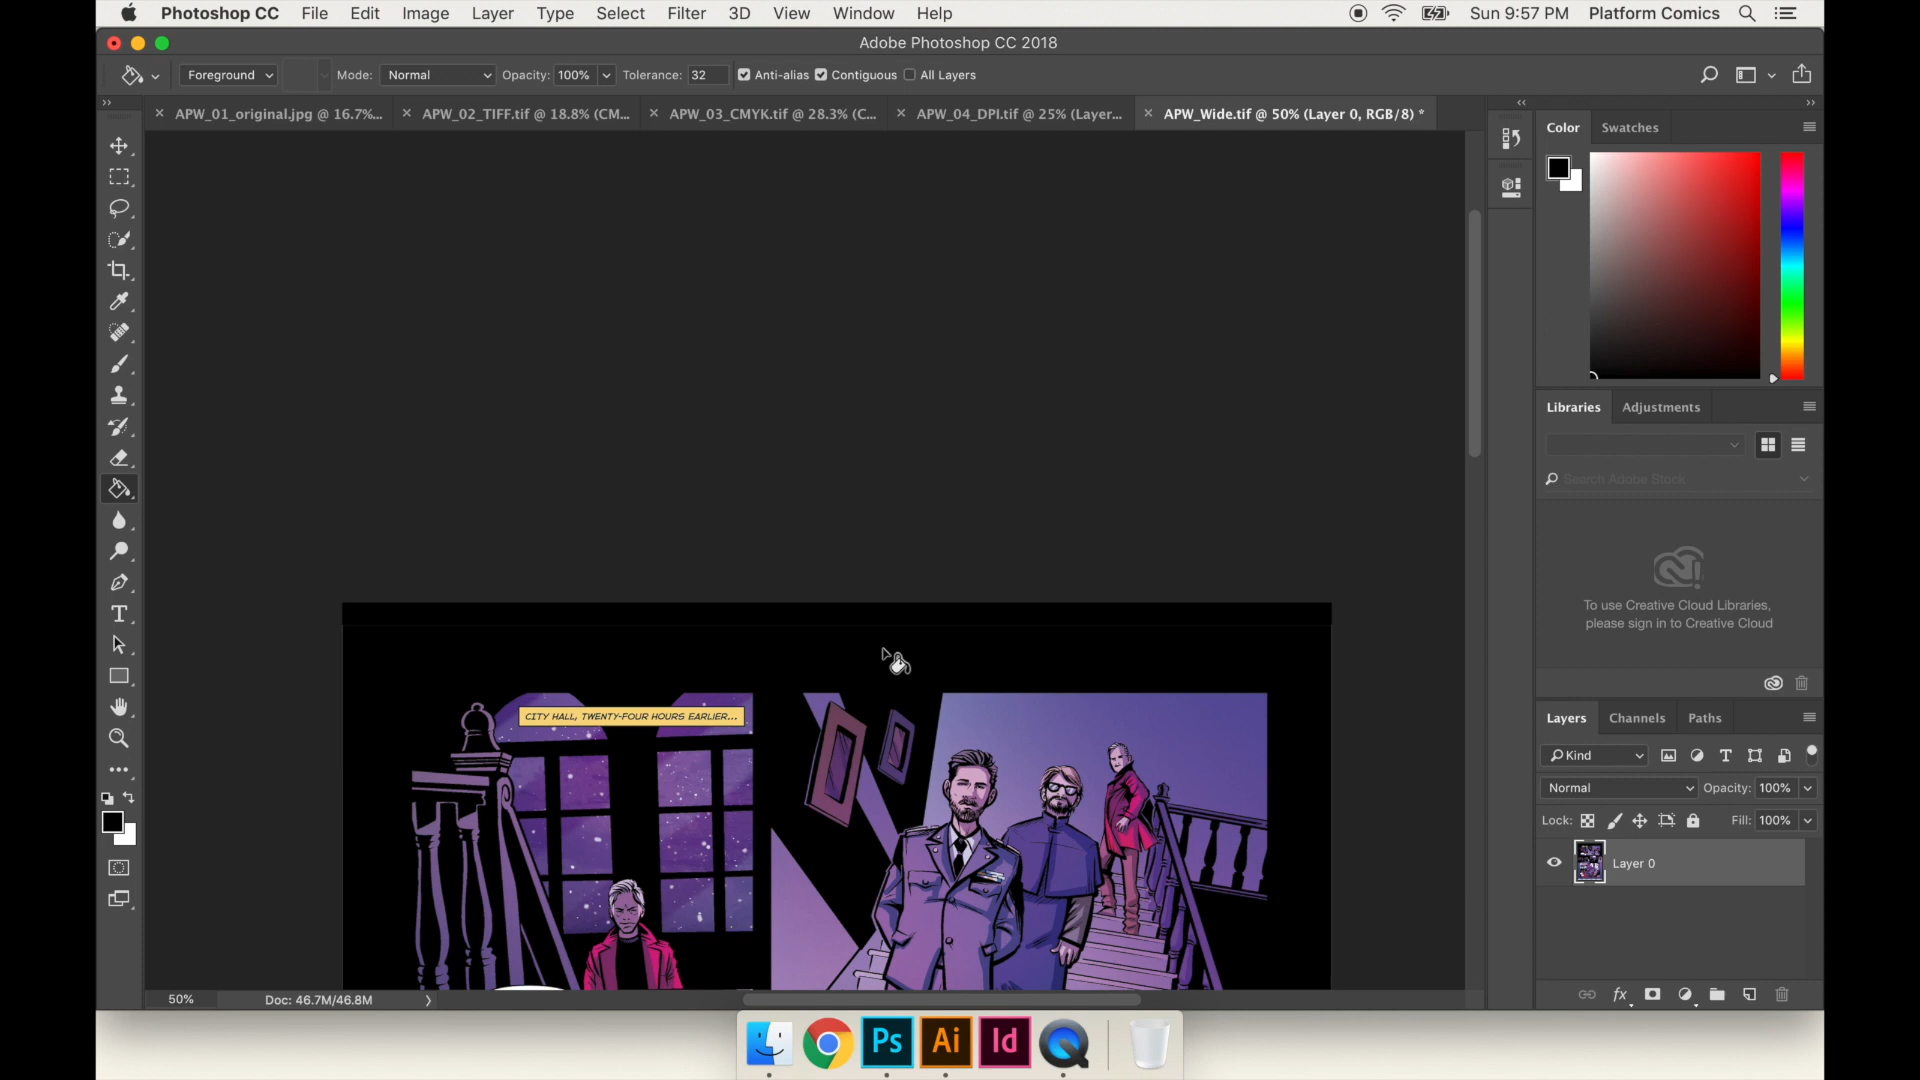 Photoshop CC File Edit Image Layer Type Select Filter 3D View Window Help Sun 9:57 PM Platform Comics
Adobe Photoshop CC 2018
Foreground Mode: Normal Opacity: 100% Tolerance: 32 Anti-alias Contiguous All Layers
APW_01_original.jpg @ 16.7%... APW_02_TIFF.tif @ 18.8% (CM... APW_03_CMYK.tif @ 28.3% (C... APW_04_DPI.tif @ 25% (Layer... APW_Wide.tif @ 50% (Layer 0, RGB/8) *
Color Swatches
Libraries Adjustments
Search Adobe Stock
To use Creative Cloud Libraries,
please sign in to Creative Cloud
Layers Channels Paths
Kind
Normal Opacity: 100%
Lock: Fill: 100%
Layer 0
fx
T
CITY HALL, TWENTY-FOUR HOURS EARLIER...
50% Doc: 46.7M/46.8M
Ps Ai Id